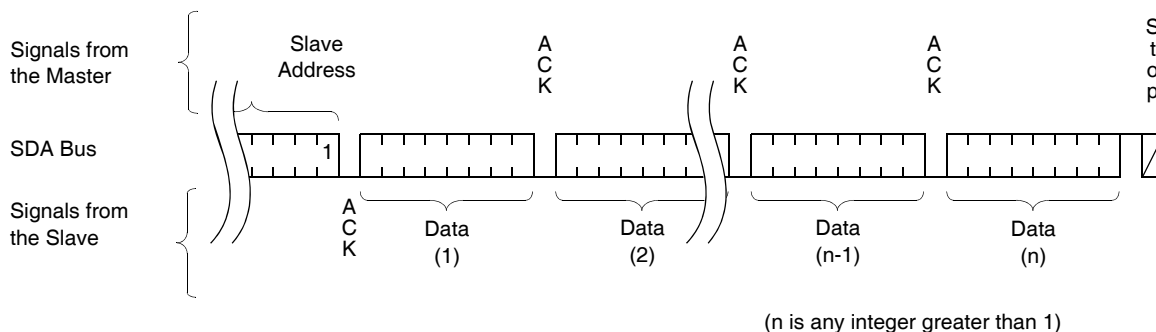 Signals from
the Master
Slave
Address
A
C
K
A
C
K
A
C
K
S
t
o
p
SDA Bus
1
Signals from
the Slave
A
C
K
Data
(1)
Data
(2)
Data
(n-1)
Data
(n)
(n is any integer greater than 1)